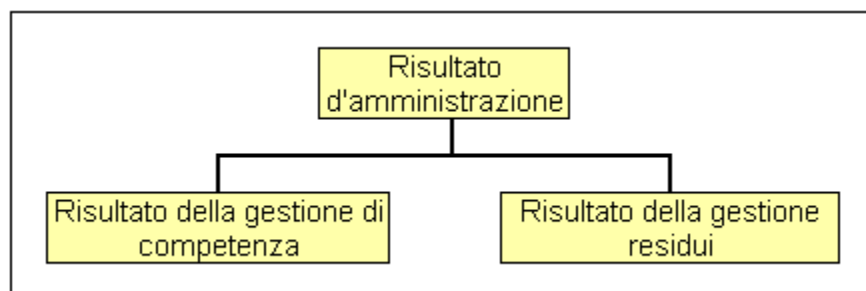 Risultato
d'amministrazione
Risultato della gestione di
competenza
Risultato della gestione
residui